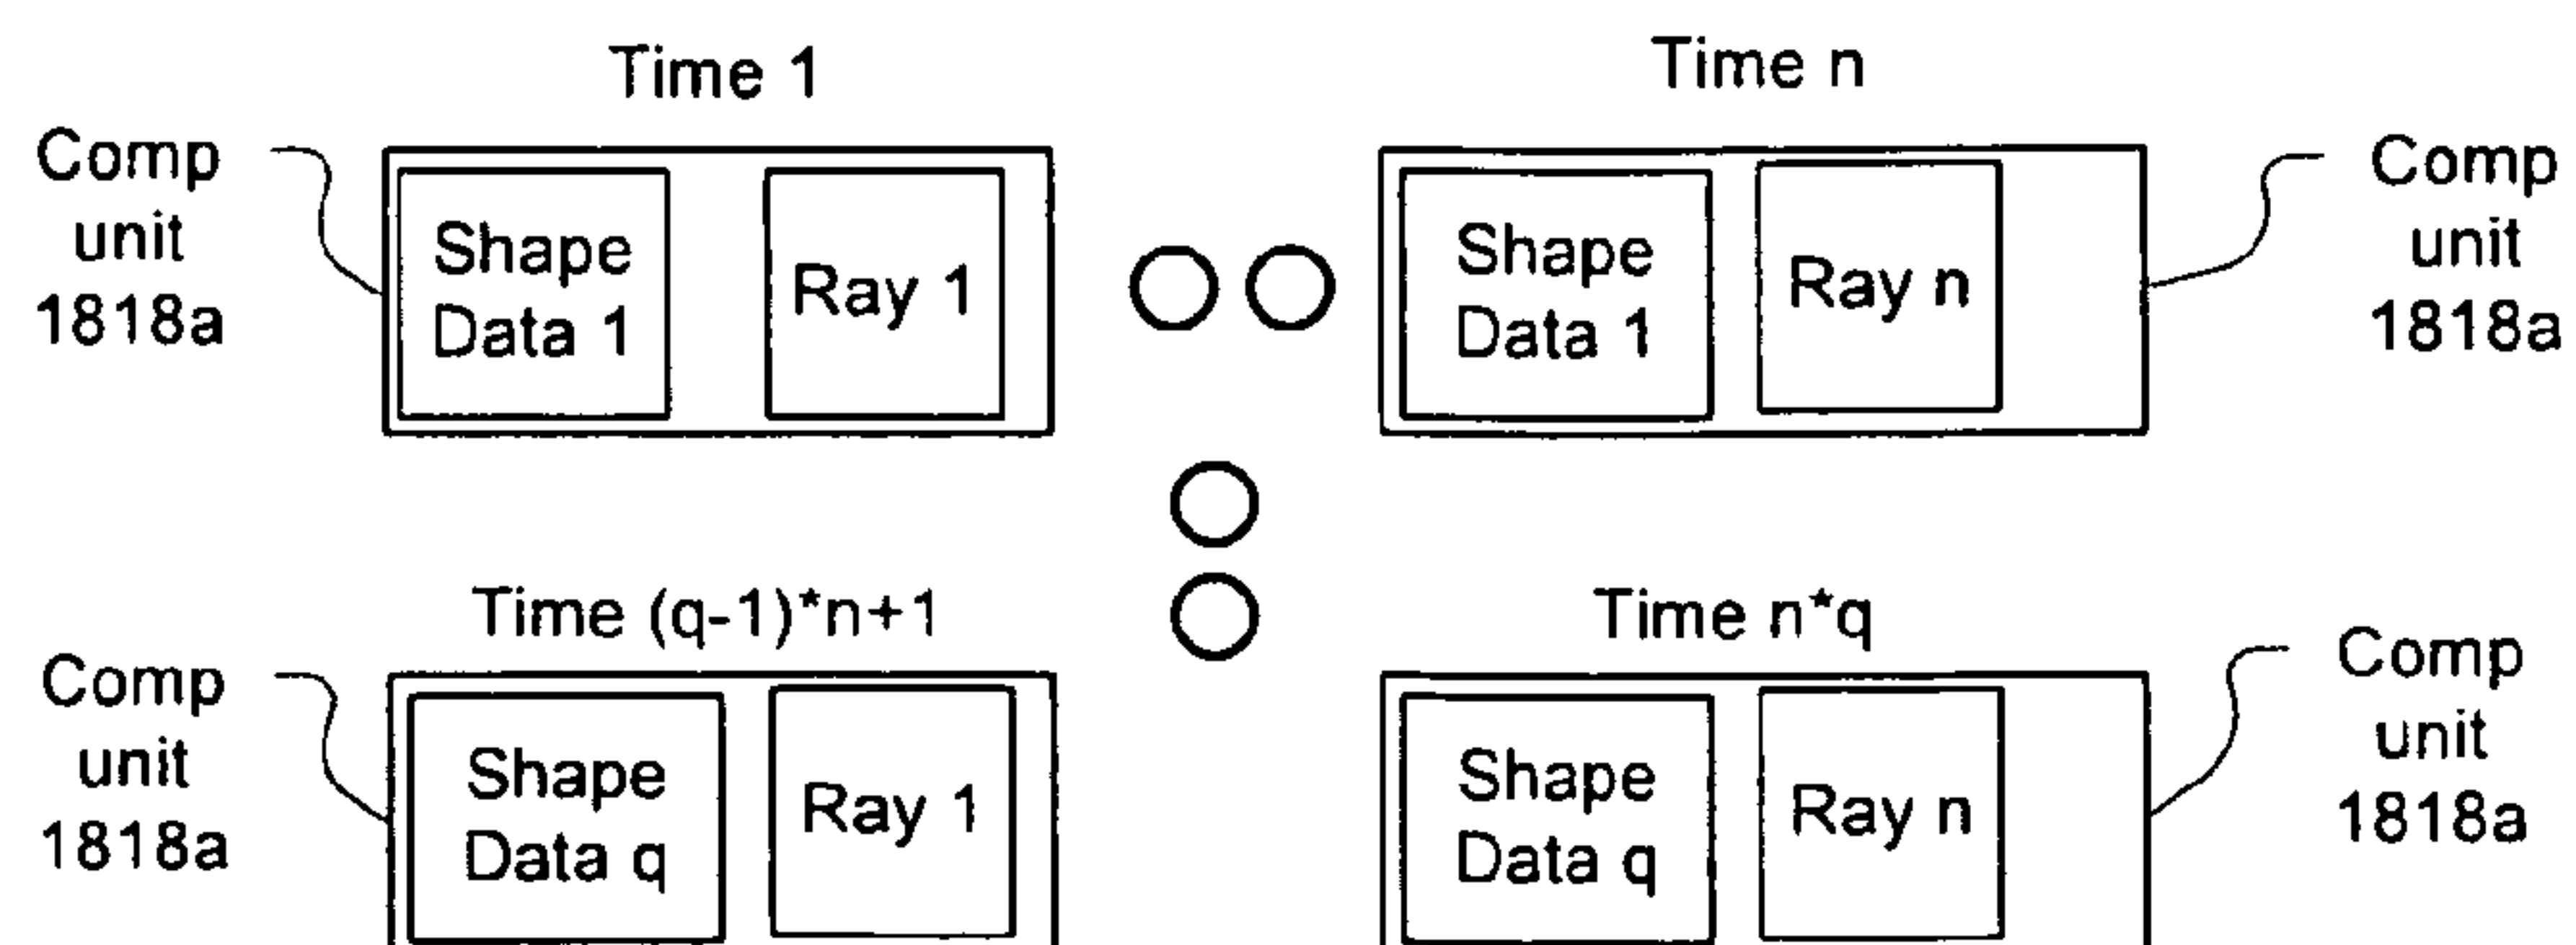 Time 1
Time n
Comp
unit
1818a
Shape
Data 1
Ray 1
Shape
Data 1
Ray n
Comp
unit
1818a
Time (q-1)*n+1
Time n*q
Comp
unit
1818a
Shape
Data q
Ray 1
Shape
Data q
Ray n
Comp
unit
1818a